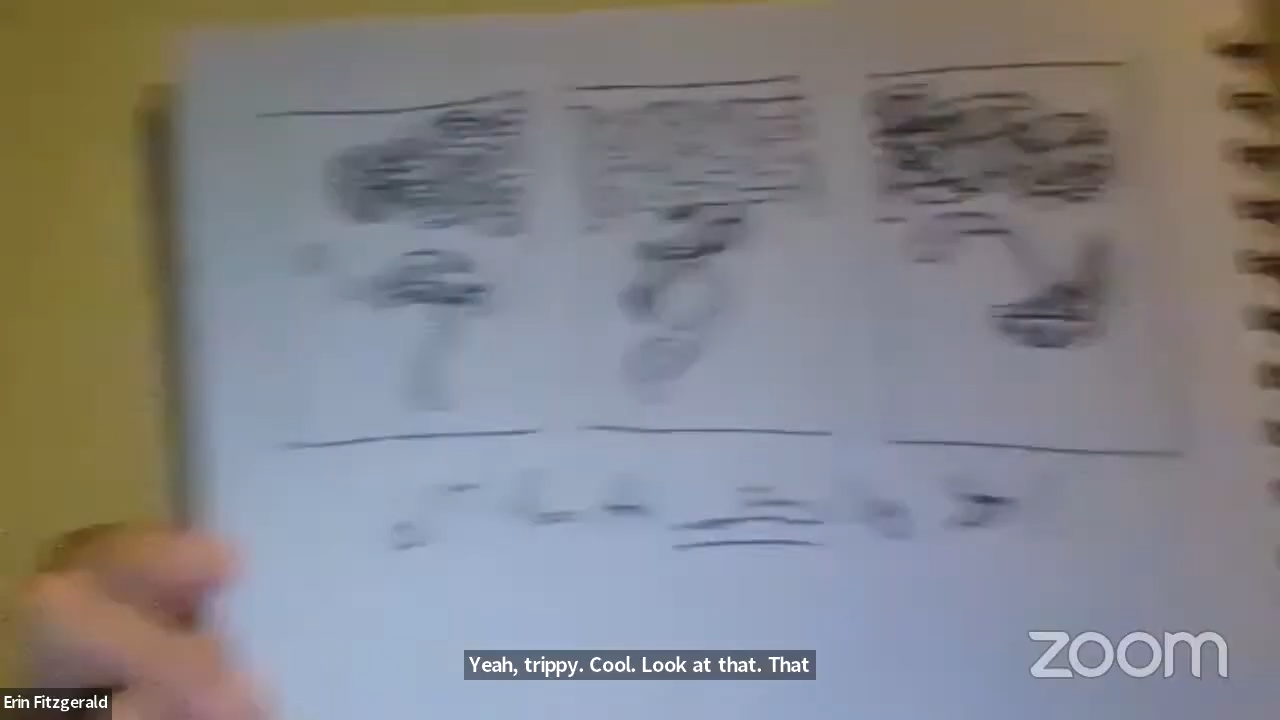 Yeah, trippy. Cool. Look at that. That
zoom
Erin Fitzgerald